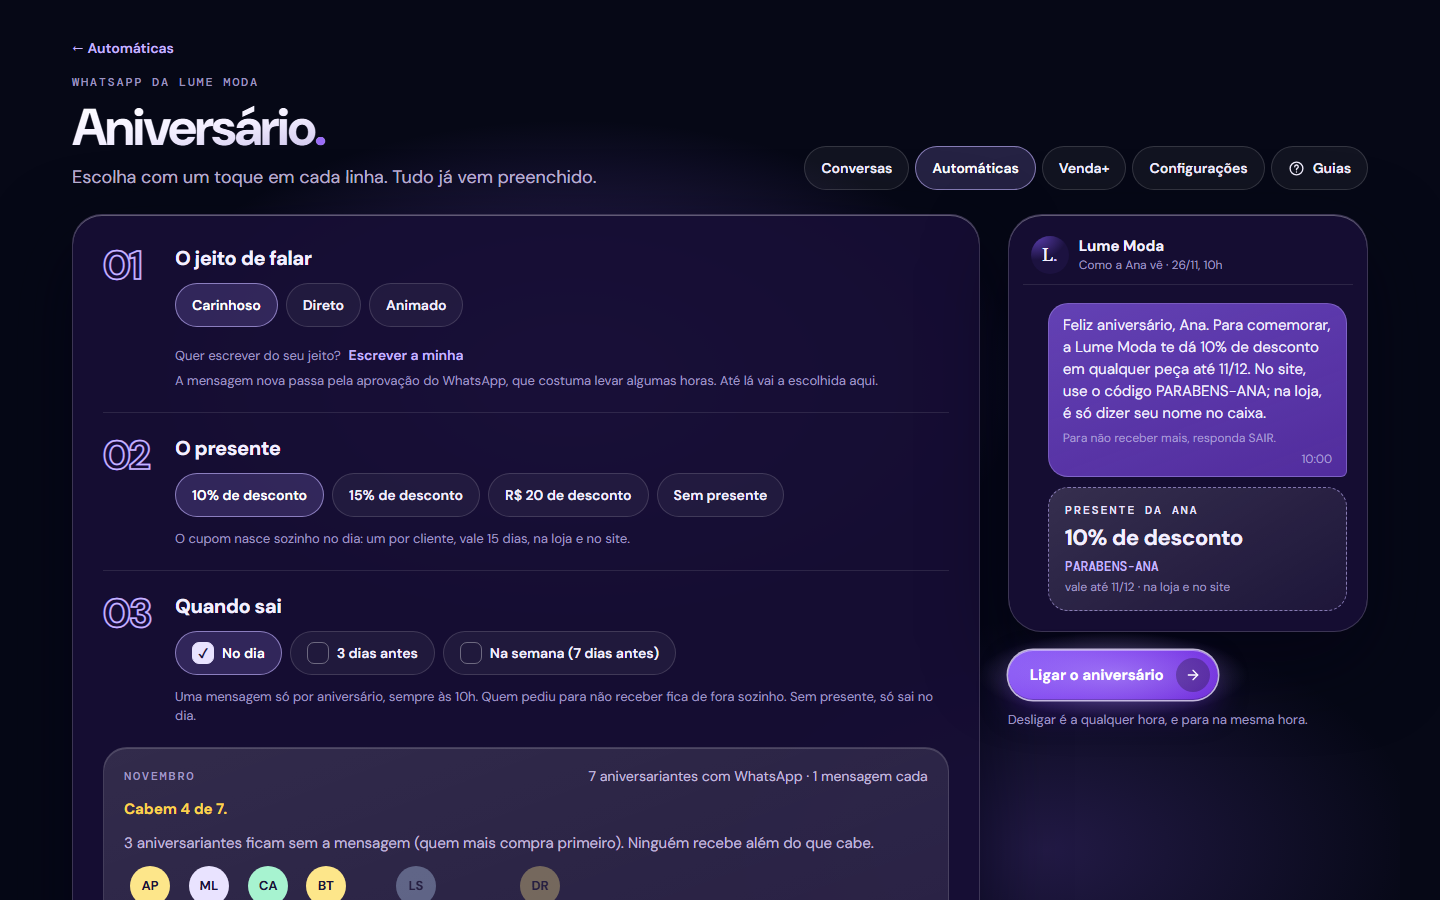 ← Automáticas
WHATSAPP DA LUME MODA
Aniversário.
Escolha com um toque em cada linha. Tudo já vem preenchido.
Conversas
Automáticas
Venda+
Configurações
Guias
01
O jeito de falar
Carinhoso
Direto
Animado
Quer escrever do seu jeito? Escrever a minha
A mensagem nova passa pela aprovação do WhatsApp, que costuma levar algumas horas. Até lá vai a escolhida aqui.
02
O presente
10% de desconto
15% de desconto
R$ 20 de desconto
Sem presente
O cupom nasce sozinho no dia: um por cliente, vale 15 dias, na loja e no site.
03
Quando sai
No dia
3 dias antes
Na semana (7 dias antes)
Uma mensagem só por aniversário, sempre às 10h. Quem pediu para não receber fica de fora sozinho. Sem presente, só sai no
dia.
NOVEMBRO
7 aniversariantes com WhatsApp · 1 mensagem cada
Cabem 4 de 7.
3 aniversariantes ficam sem a mensagem (quem mais compra primeiro). Ninguém recebe além do que cabe.
AP
ML
CA
BT
LS
DR
L.
Lume Moda
Como a Ana vê · 26/11, 10h
Feliz aniversário, Ana. Para comemorar,
a Lume Moda te dá 10% de desconto
em qualquer peça até 11/12. No site,
use o código PARABENS-ANA; na loja,
é só dizer seu nome no caixa.
Para não receber mais, responda SAIR.
10:00
PRESENTE DA ANA
10% de desconto
PARABENS-ANA
vale até 11/12 · na loja e no site
Ligar o aniversário →
Desligar é a qualquer hora, e para na mesma hora.